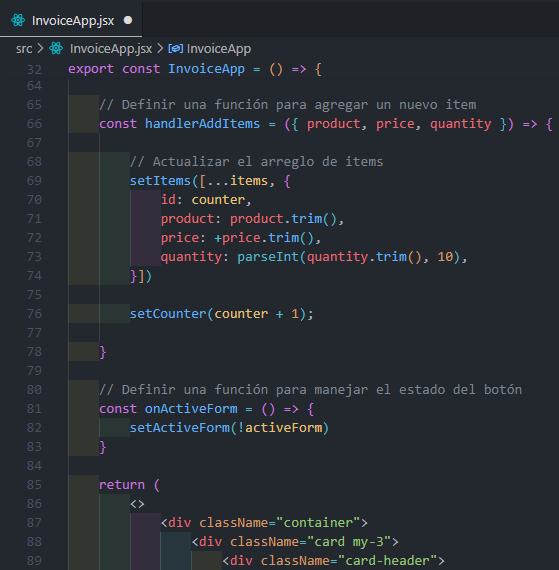 InvoiceApp.jsx
src > InvoiceApp.jsx > InvoiceApp
32 export const InvoiceApp = () => {
64
65 // Definir una función para agregar un nuevo item
66 const handlerAddItems = ({ product, price, quantity }) => {
67
68 // Actualizar el arreglo de items
69 setItems([...items, {
70 id: counter,
71 product: product.trim(),
72 price: +price.trim(),
73 quantity: parseInt(quantity.trim(), 10),
74 }])
75
76 setCounter(counter + 1);
77
78 }
79
80 // Definir una función para manejar el estado del botón
81 const onActiveForm = () => {
82 setActiveForm(!activeForm)
83 }
84
85 return (
86 <>
87 <div className="container">
88 <div className="card my-3">
89 <div className="card-header">